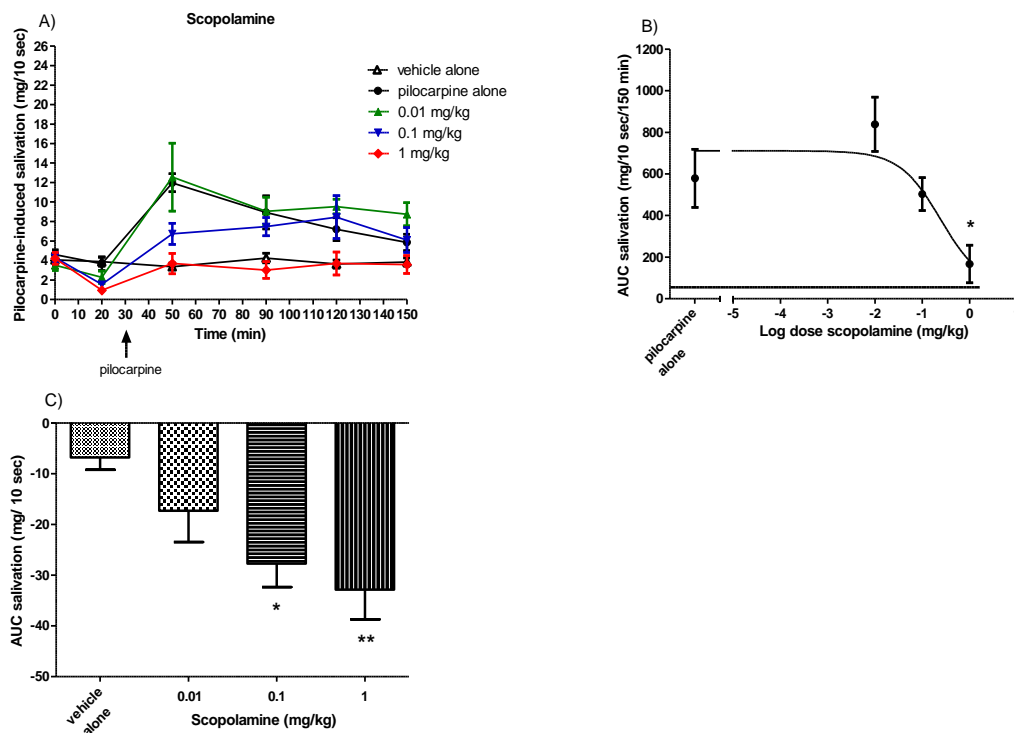 A)
Scopolamine
Pilocarpine-induced salivation (mg/10 sec)
26
24
22
20
18
16
14
12
10
8
6
4
2
0
0 10 20 30 40 50 60 70 80 90 100 110 120 130 140 150
Time (min)
pilocarpine
vehicle alone
pilocarpine alone
0.01 mg/kg
0.1 mg/kg
1 mg/kg
B)
AUC salivation (mg/10 sec/150 min)
1200
1000
800
600
400
200
0
*
pilocarpine
alone
-5 -4 -3 -2 -1 0
Log dose scopolamine (mg/kg)
C)
AUC salivation (mg/ 10 sec)
0
-10
-20
-30
-40
-50
*
**
vehicle
alone
0.01 0.1 1
Scopolamine (mg/kg)